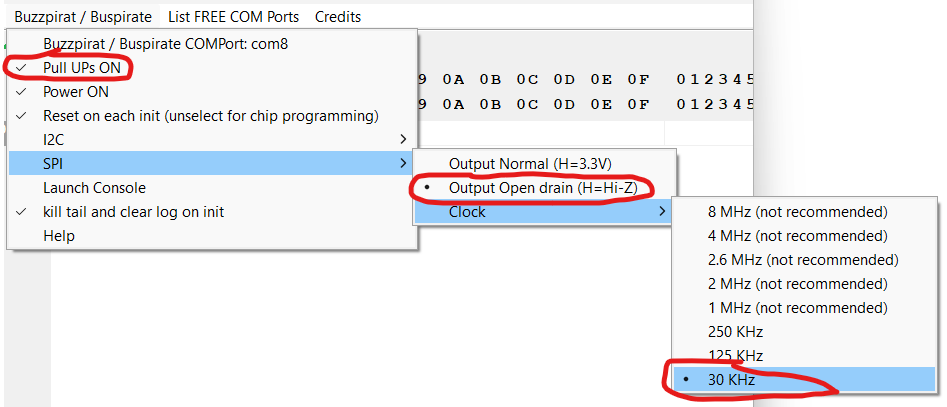 Buzzpirat / Buspirate List FREE COM Ports Credits
Buzzpirat / Buspirate COMPort: com8
Pull UPs ON
9 0A 0B 0C 0D 0E 0F 012345
Power ON
9 0A 0B 0C 0D 0E 0F 012345
Reset on each init (unselect for chip programming)
I2C
SPI
Output Normal (H=3.3V)
Launch Console
Output Open drain (H=Hi-Z)
kill tail and clear log on init
Clock
8 MHz (not recommended)
Help
4 MHz (not recommended)
2.6 MHz (not recommended)
2 MHz (not recommended)
1 MHz (not recommended)
250 KHz
125 KHz
30 KHz